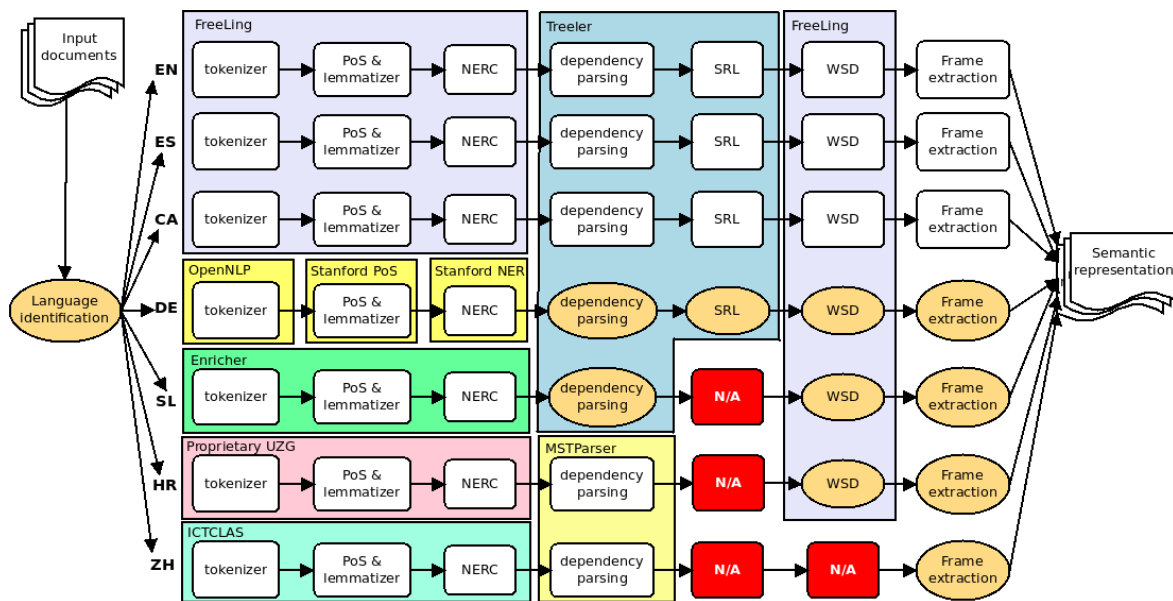 Input
documents
FreeLing
Treeler
FreeLing
EN
tokenizer
PoS &
lemmatizer
NERC
dependency
parsing
SRL
WSD
Frame
extraction
ES
tokenizer
PoS &
lemmatizer
NERC
dependency
parsing
SRL
WSD
Frame
extraction
CA
tokenizer
PoS &
lemmatizer
NERC
dependency
parsing
SRL
WSD
Frame
extraction
Semantic
representation
Language
identification
OpenNLP
Stanford PoS
Stanford NER
DE
tokenizer
PoS &
lemmatizer
NERC
dependency
parsing
SRL
WSD
Frame
extraction
Enricher
SL
tokenizer
PoS &
lemmatizer
NERC
dependency
parsing
N/A
WSD
Frame
extraction
Proprietary UZG
MSTParser
HR
tokenizer
PoS &
lemmatizer
NERC
dependency
parsing
N/A
WSD
Frame
extraction
ICTCLAS
ZH
tokenizer
PoS &
lemmatizer
NERC
dependency
parsing
N/A
N/A
Frame
extraction